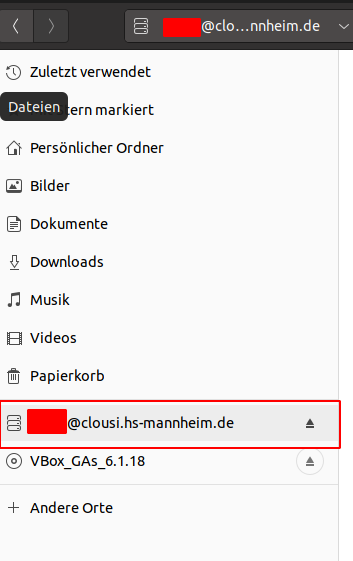 @clo...nnheim.de
Zuletzt verwendet
Dateien
tern markiert
Persönlicher Ordner
Bilder
Dokumente
Downloads
Musik
Videos
Papierkorb
@clousi.hs-mannheim.de
VBox_GAs_6.1.18
Andere Orte